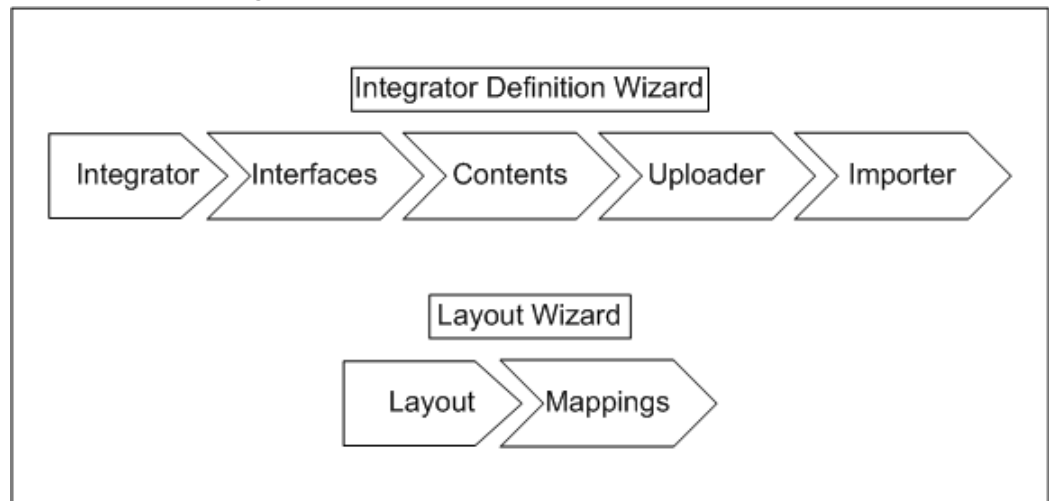 Integrator Definition Wizard
Integrator Interfaces Contents Uploader Importer
Layout Wizard
Layout Mappings